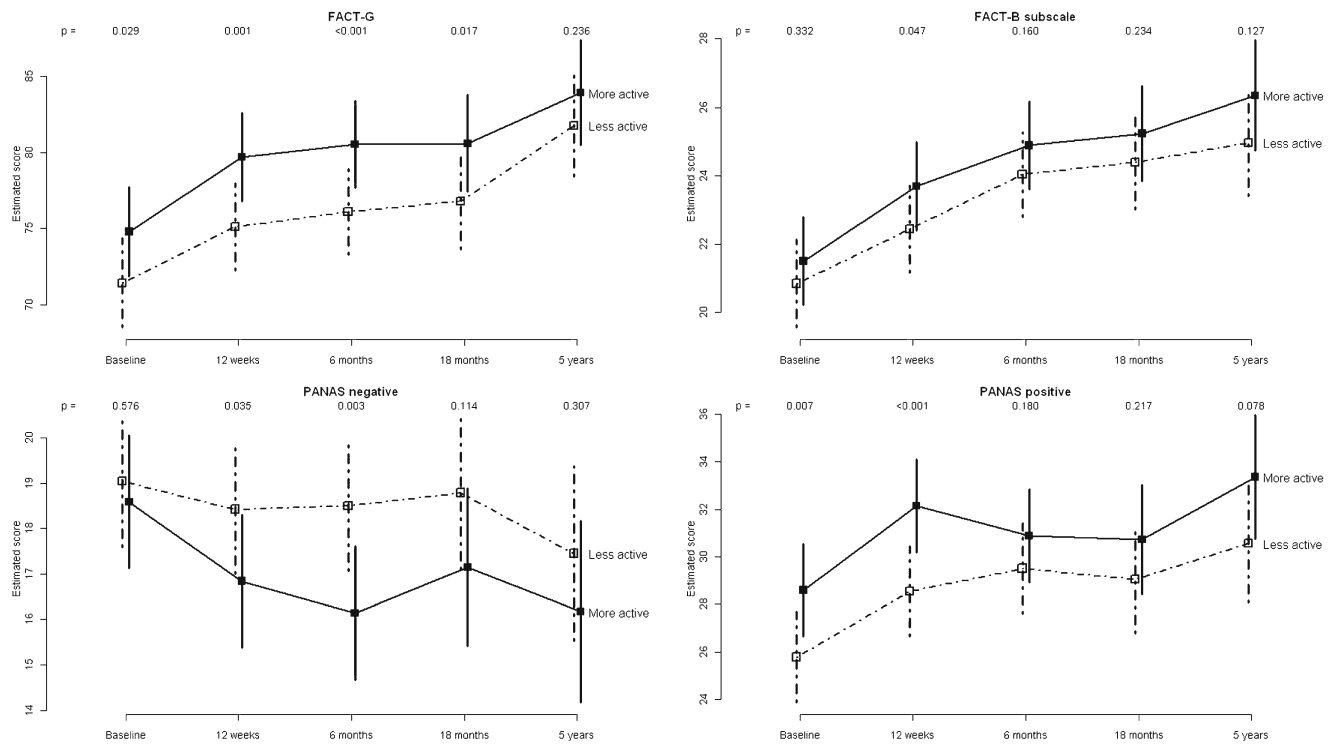 FACT-G
p = 0.029 0.001 <0.001 0.017 0.236
Estimated score
85
80
75
70
More active
Less active
Baseline 12 weeks 6 months 18 months 5 years
FACT-B subscale
p = 0.332 0.047 0.160 0.234 0.127
Estimated score
28
26
24
22
20
More active
Less active
Baseline 12 weeks 6 months 18 months 5 years
PANAS negative
p = 0.576 0.035 0.003 0.114 0.307
Estimated score
20
19
18
17
16
15
14
Less active
More active
Baseline 12 weeks 6 months 18 months 5 years
PANAS positive
p = 0.007 <0.001 0.180 0.217 0.078
Estimated score
36
34
32
30
28
26
24
More active
Less active
Baseline 12 weeks 6 months 18 months 5 years